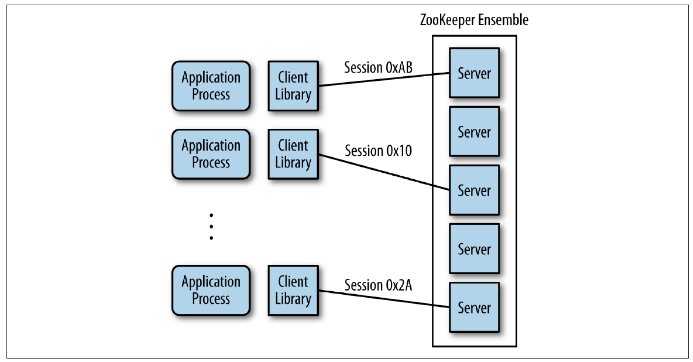 ZooKeeper Ensemble
Application
Process
Client
Library
Session 0xAB
Server
Server
Application
Process
Client
Library
Session 0x10
Server
Server
Application
Process
Client
Library
Session 0x2A
Server